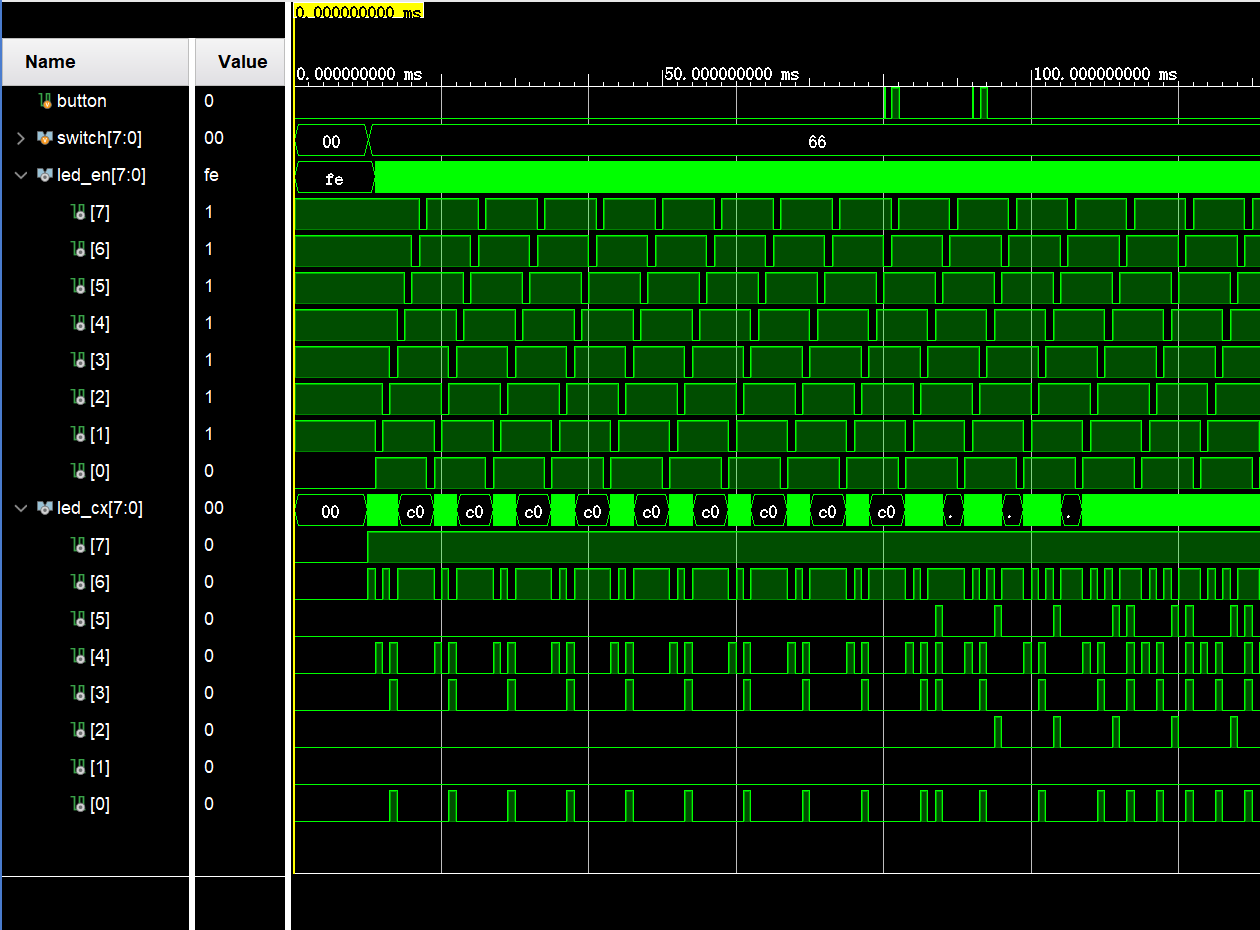 0.000000000 ms
Name Value
0.000000000 ms 50.000000000 ms 100.000000000 ms
button 0
switch[7:0] 00 00 66
led_en[7:0] fe fe
[7] 1
[6] 1
[5] 1
[4] 1
[3] 1
[2] 1
[1] 1
[0] 0
led_cx[7:0] 00 00 c0 c0 c0 c0 c0 c0 c0 c0 c0 . . .
[7] 0
[6] 0
[5] 0
[4] 0
[3] 0
[2] 0
[1] 0
[0] 0